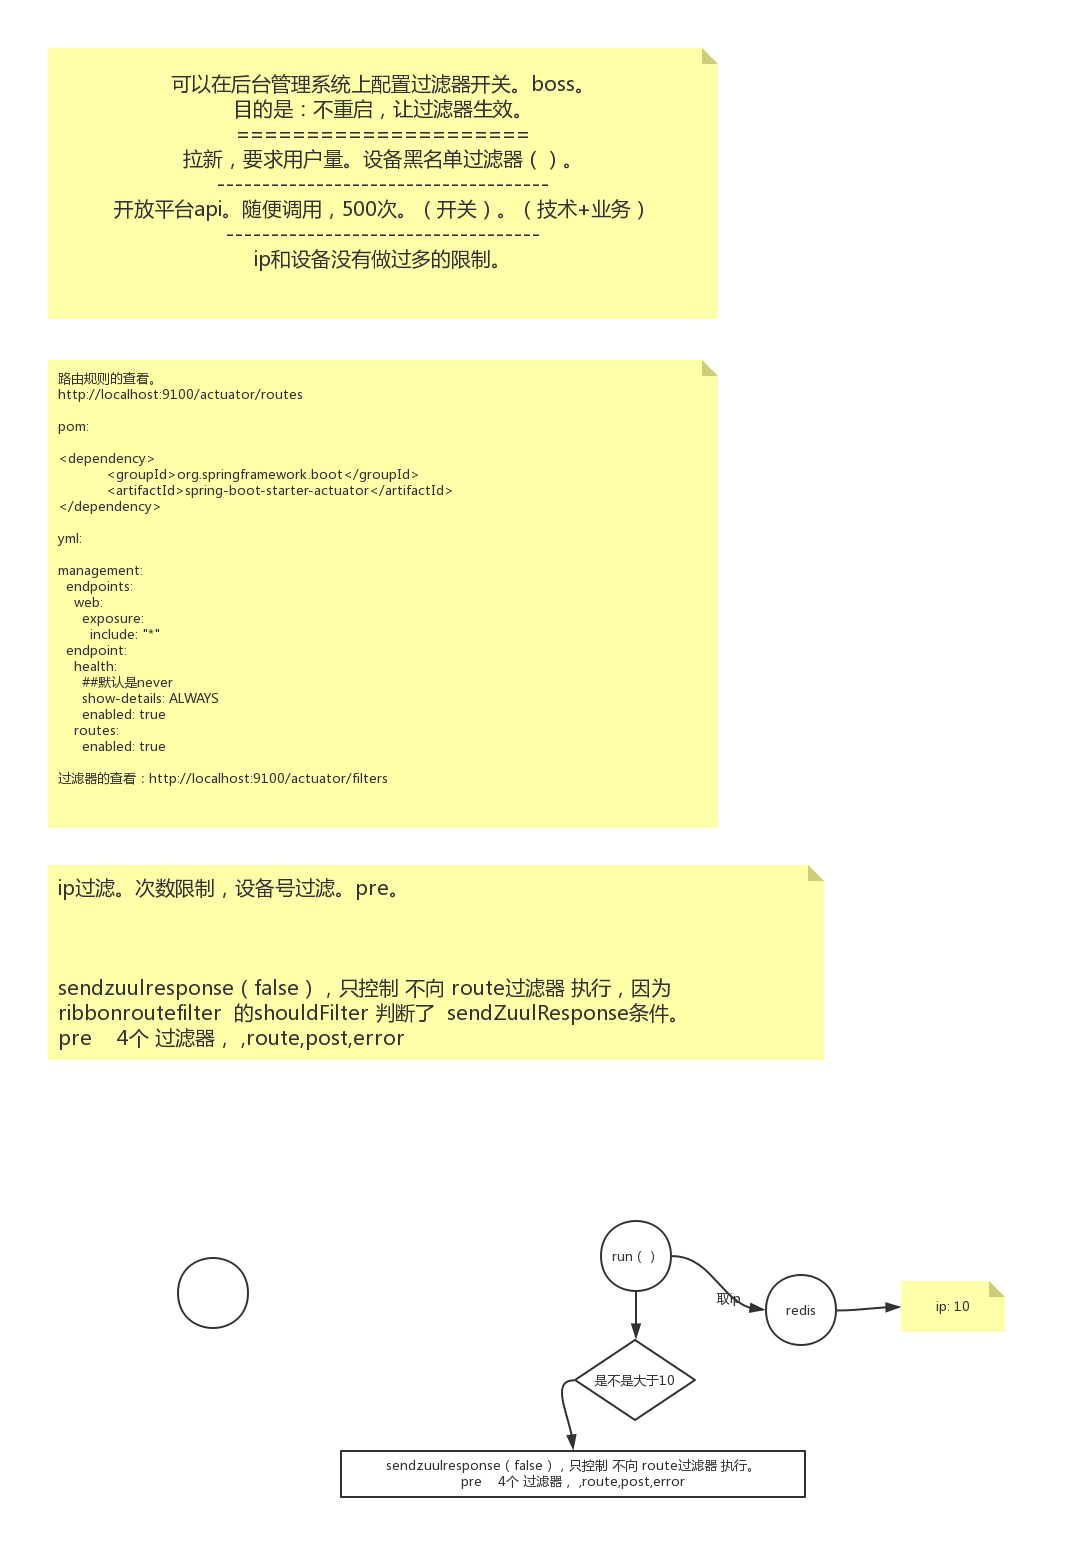 可以在后台管理系统上配置过滤器开关。boss。
目的是：不重启，让过滤器生效。
=====================
拉新，要求用户量。设备黑名单过滤器（ ）。
-----------------------------------
开放平台api。随便调用，500次。（开关）。（技术+业务）
---------------------------------
ip和设备没有做过多的限制。
路由规则的查看。
http://localhost:9100/actuator/routes
pom:
<dependency>
<groupId>org.springframework.boot</groupId>
<artifactId>spring-boot-starter-actuator</artifactId>
</dependency>
yml:
management:
endpoints:
web:
exposure:
include: "*"
endpoint:
health:
##默认是never
show-details: ALWAYS
enabled: true
routes:
enabled: true
过滤器的查看：http://localhost:9100/actuator/filters
ip过滤。次数限制，设备号过滤。pre。
sendzuulresponse（false），只控制 不向 route过滤器 执行，因为
ribbonroutefilter  的shouldFilter 判断了  sendZuulResponse条件。
pre    4个 过滤器， ,route,post,error
run（ ）
取ip
redis
ip: 10
是不是大于10
sendzuulresponse（false），只控制 不向 route过滤器 执行。
pre    4个 过滤器， ,route,post,error